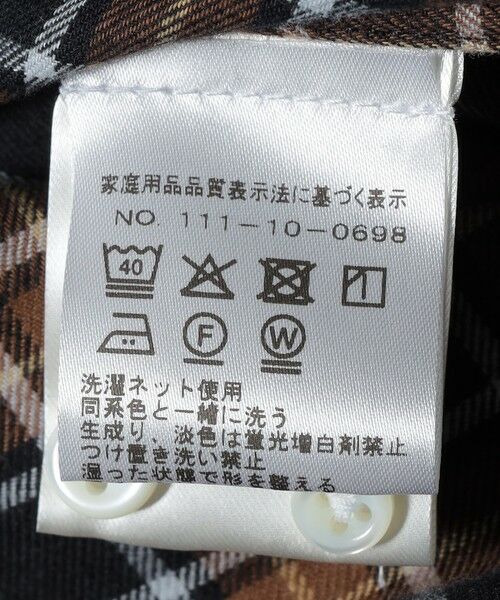 家庭用品品質表示法に基づく表示
NO. 111-10-0698
40
F W
洗濯ネット使用
同系色と一緒に洗う
生成り、淡色は蛍光増白剤禁止
つけ置き洗い禁止
湿った状態で形を整える